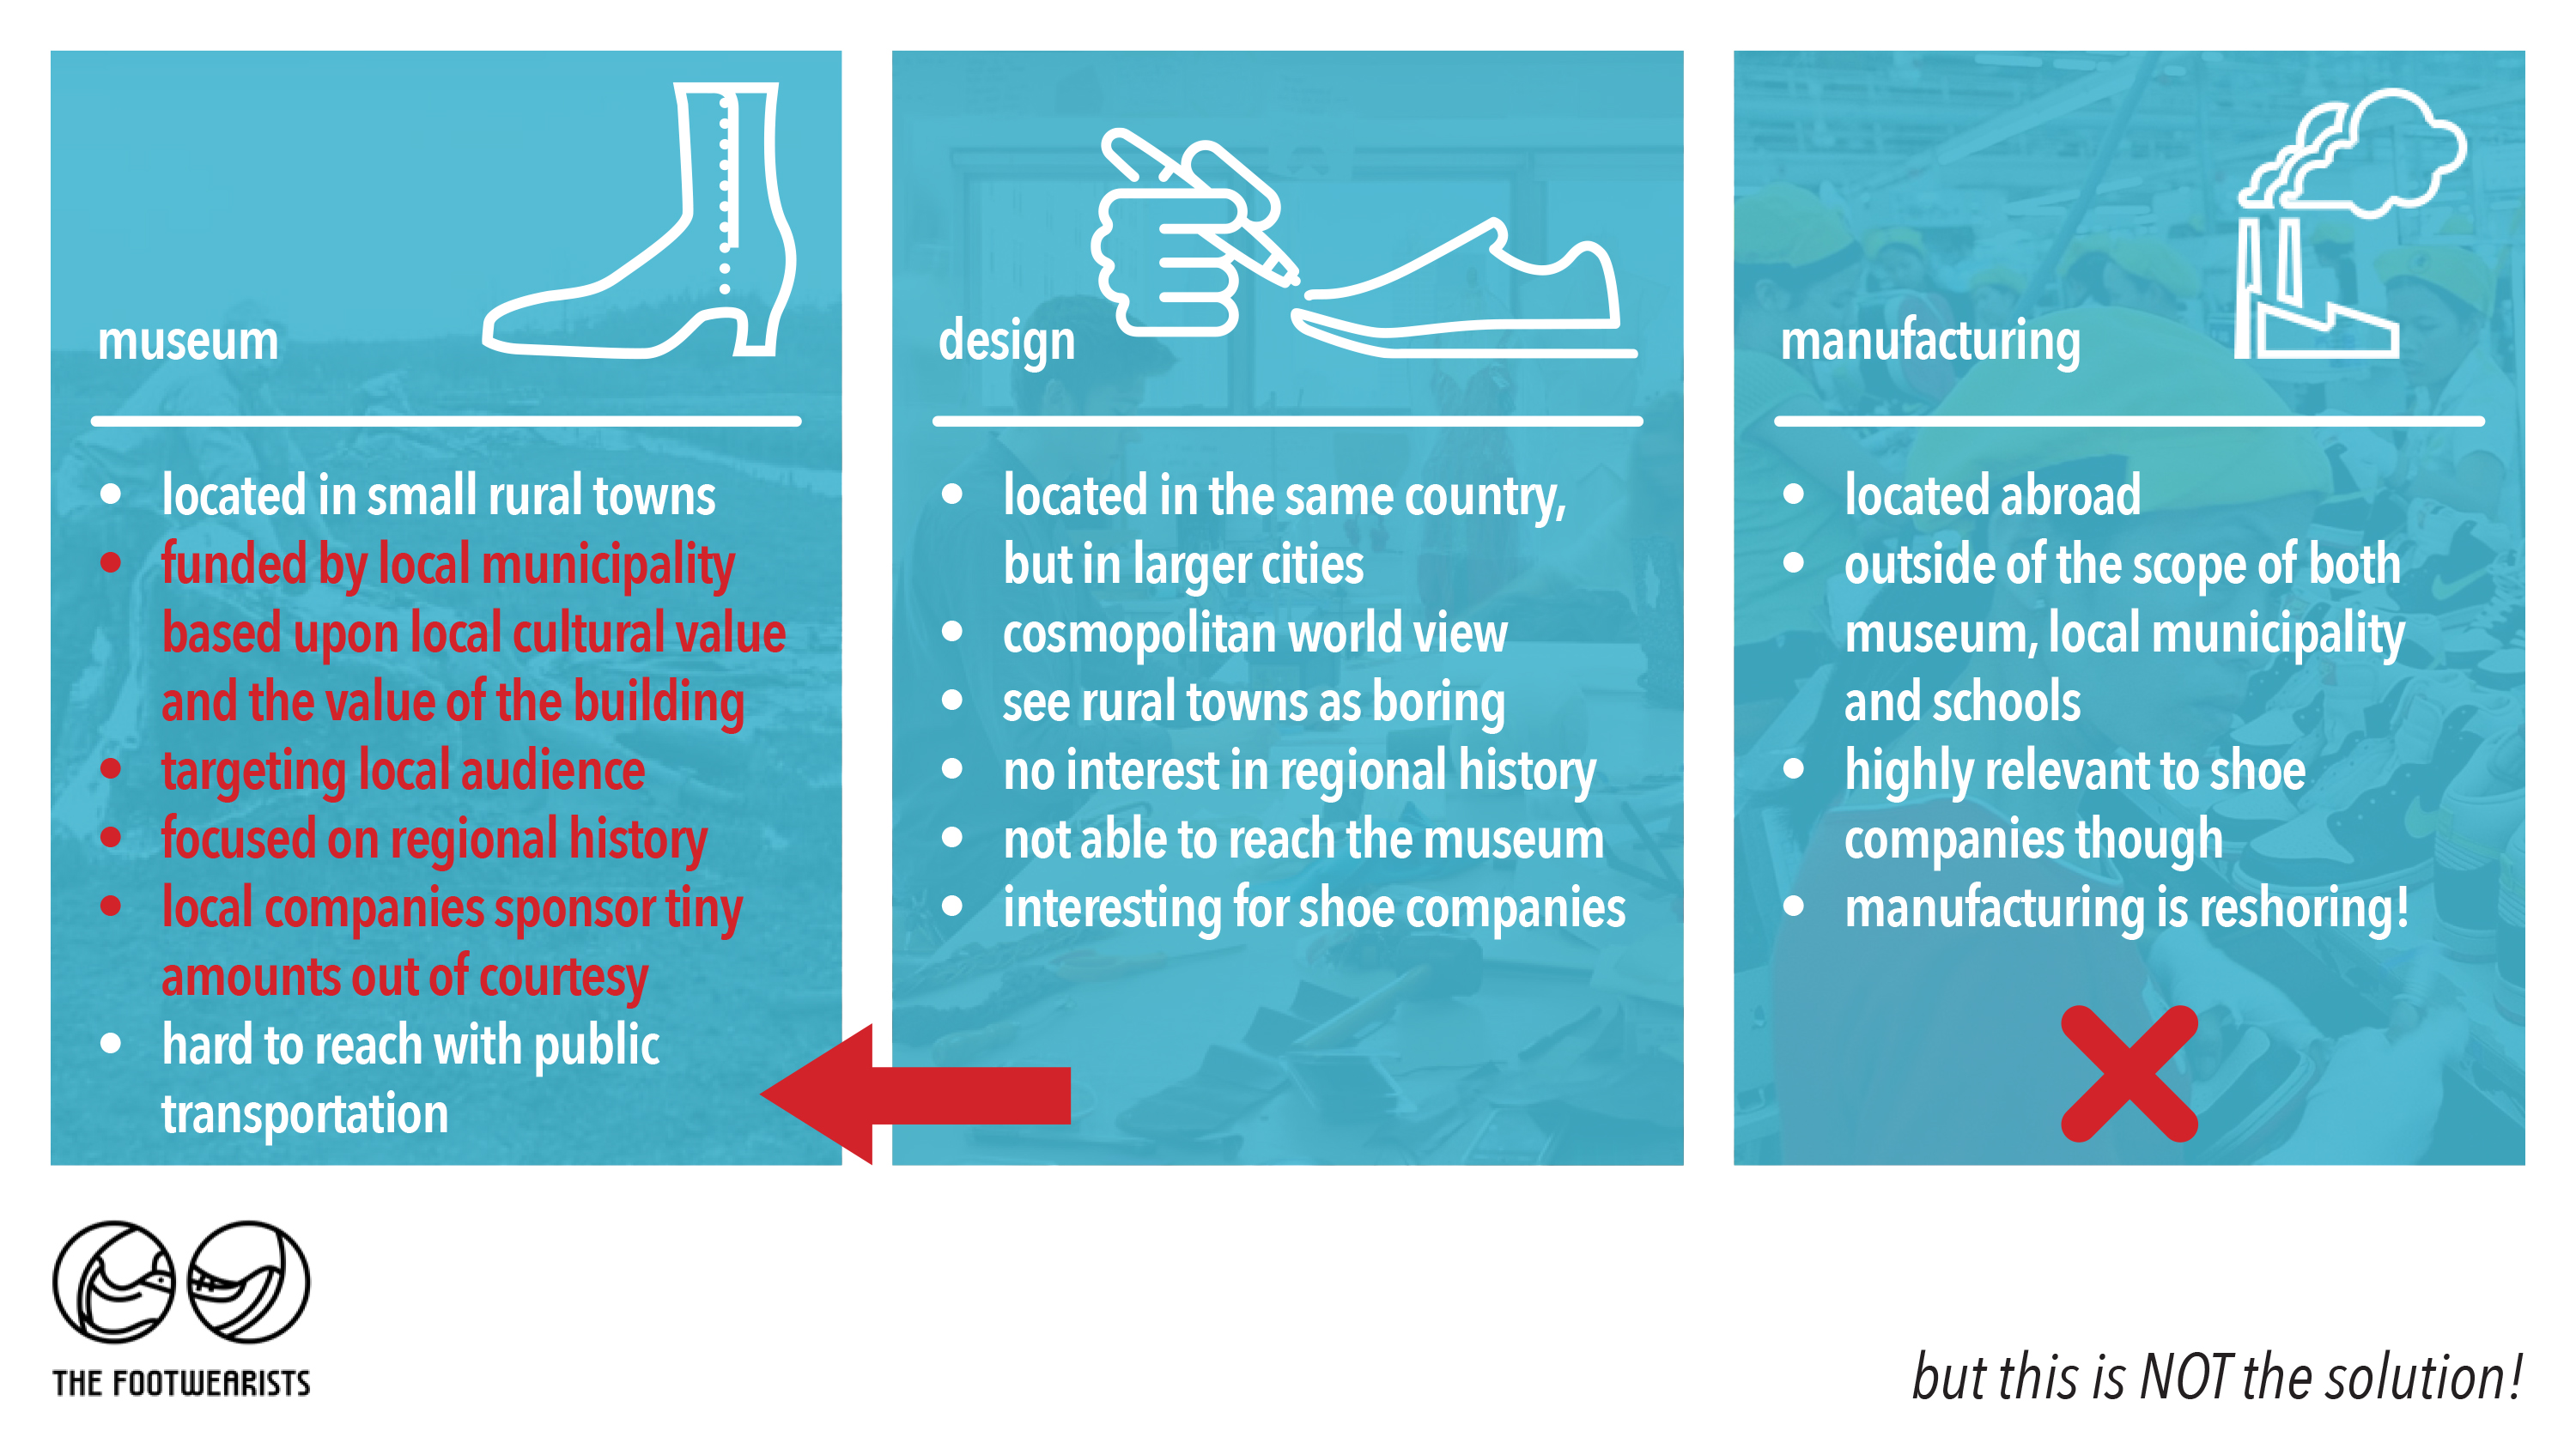 museum
• located in small rural towns
• funded by local municipality
based upon local cultural value
and the value of the building
• targeting local audience
• focused on regional history
• local companies sponsor tiny
amounts out of courtesy
• hard to reach with public
transportation
design
• located in the same country,
but in larger cities
• cosmopolitan world view
• see rural towns as boring
• no interest in regional history
• not able to reach the museum
• interesting for shoe companies
manufacturing
• located abroad
• outside of the scope of both
museum, local municipality
and schools
• highly relevant to shoe
companies though
• manufacturing is reshoring!
THE FOOTWEARISTS
but this is NOT the solution!